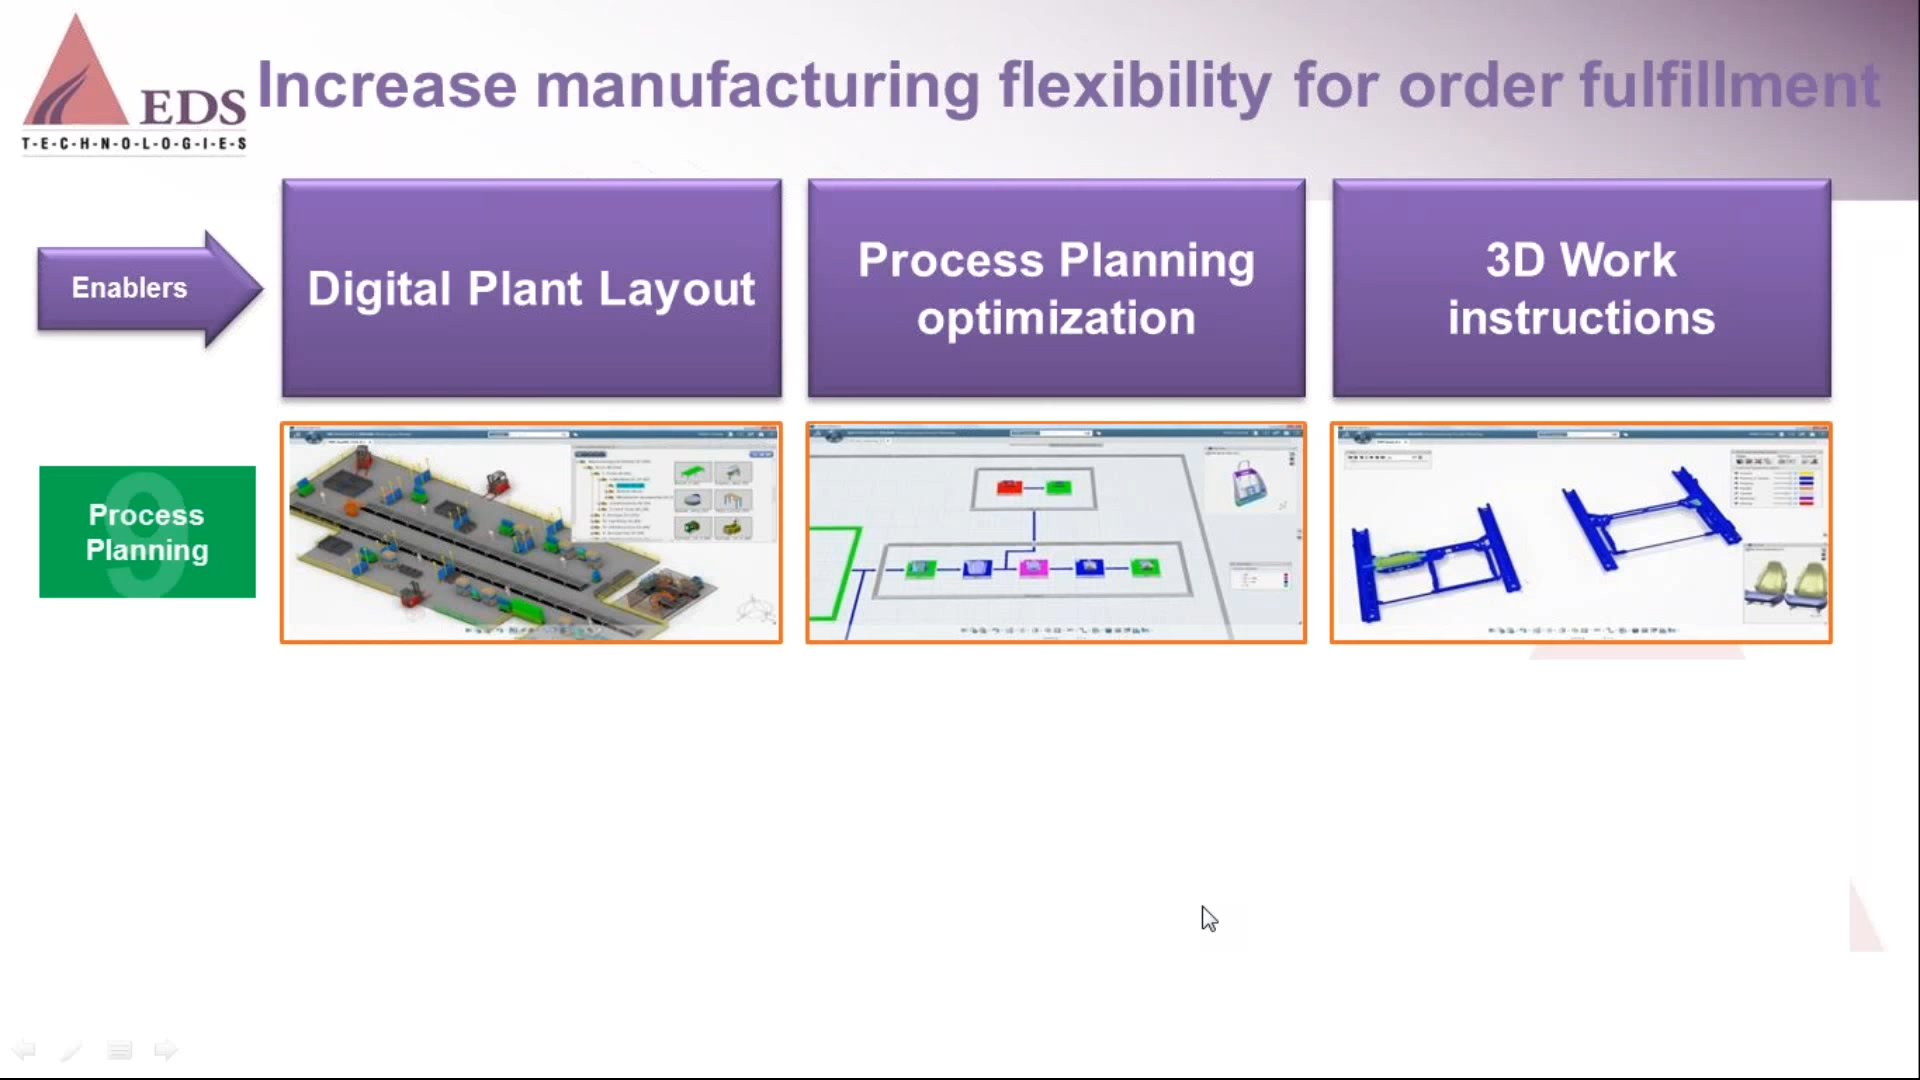 EDS
T-E-C-H-N-O-L-O-G-I-E-S
Increase manufacturing flexibility for order fulfillment
Enablers
Digital Plant Layout
Process Planning
optimization
3D Work
instructions
9
Process
Planning